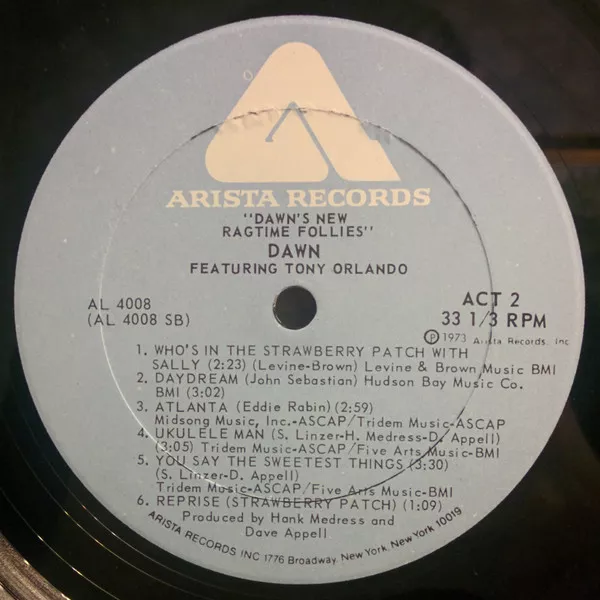 ARISTA RECORDS
"DAWN'S NEW
RAGTIME FOLLIES"
DAWN
FEATURING TONY ORLANDO
AL 4008
(AL 4008 SB)
ACT 2
33 1/3 RPM
Ⓟ1973 Arista Records, Inc.
1. WHO'S IN THE STRAWBERRY PATCH WITH
SALLY (2:23) (Levine-Brown) Levine & Brown Music BMI
2. DAYDREAM (John Sebastian) Hudson Bay Music Co.
BMI (3:02)
3. ATLANTA (Eddie Rabin) (2:59)
Midsong Music, Inc.-ASCAP/Tridem Music-ASCAP
4. UKULELE MAN (S. Linzer-H. Medress-D. Appell)
(3:05) Tridem Music-ASCAP/Five Arts Music-BMI
5. YOU SAY THE SWEETEST THINGS (3:30)
(S. Linzer-D. Appell)
Tridem Music-ASCAP/Five Arts Music-BMI
6. REPRISE (STRAWBERRY PATCH) (1:09)
Produced by Hank Medress and
Dave Appell
ARISTA RECORDS INC 1776 Broadway, New York, New York 10019